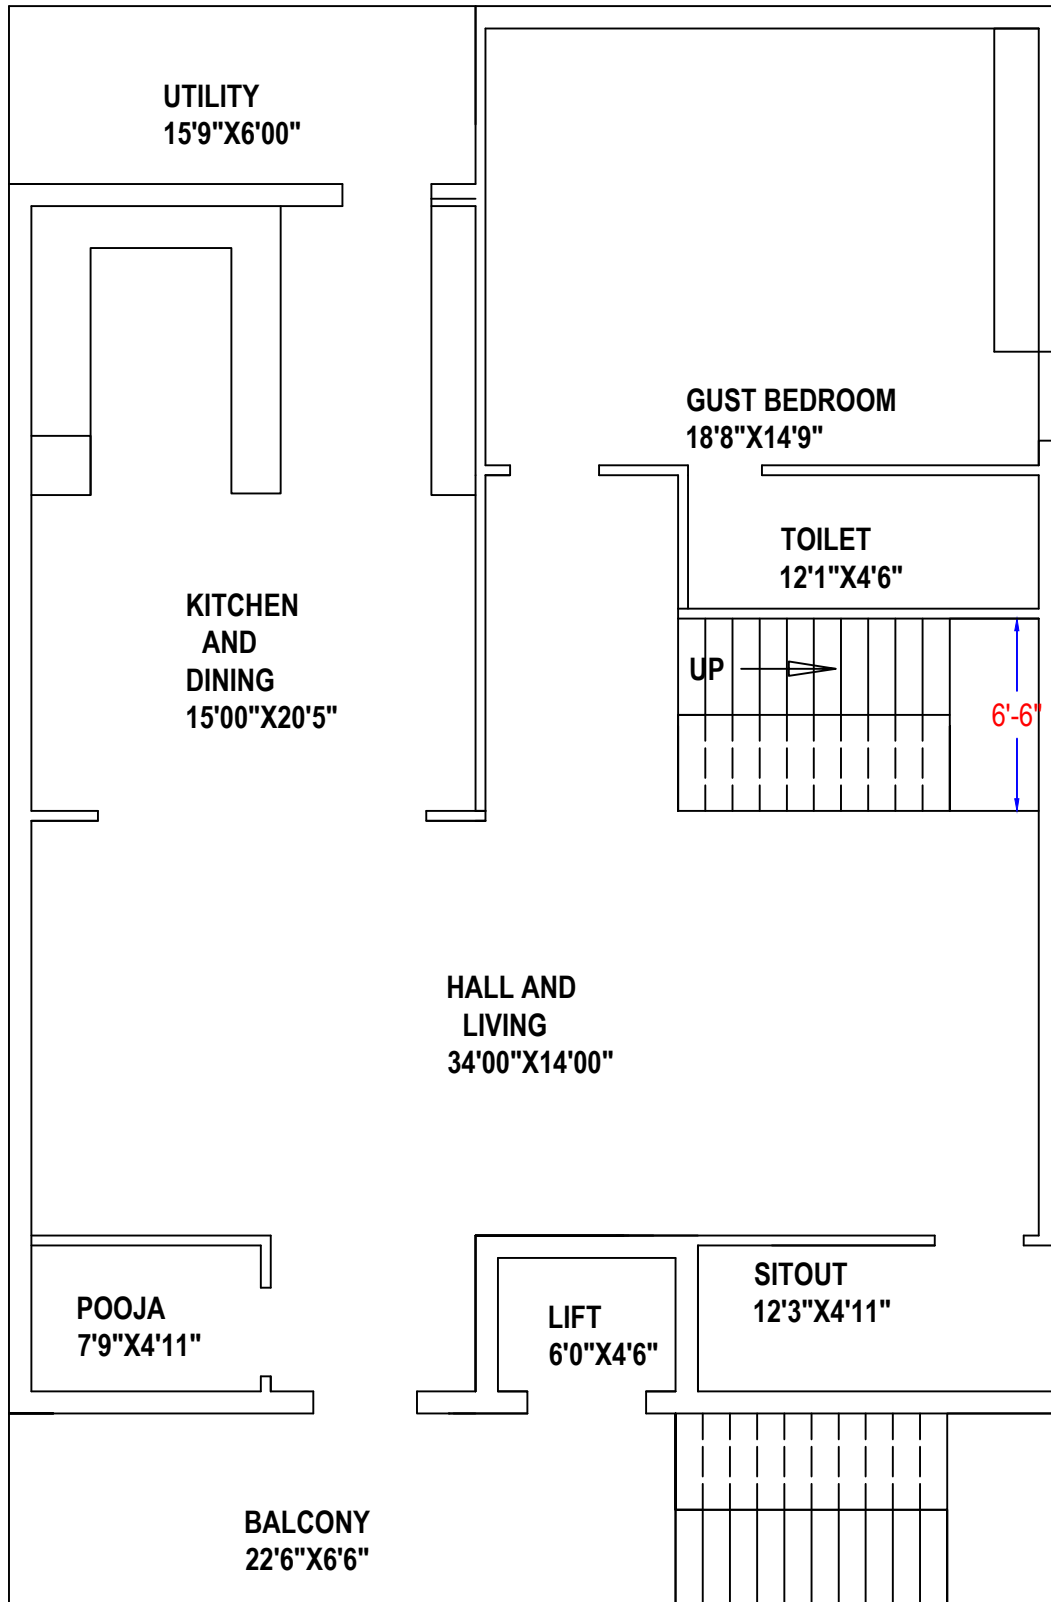 UTILITY
15'9"X6'00"
GUST BEDROOM
18'8"X14'9"
TOILET
12'1"X4'6"
KITCHEN
AND
DINING
15'00"X20'5"
UP
6'-6"
HALL AND
LIVING
34'00"X14'00"
POOJA
7'9"X4'11"
LIFT
6'0"X4'6"
SITOUT
12'3"X4'11"
BALCONY
22'6"X6'6"